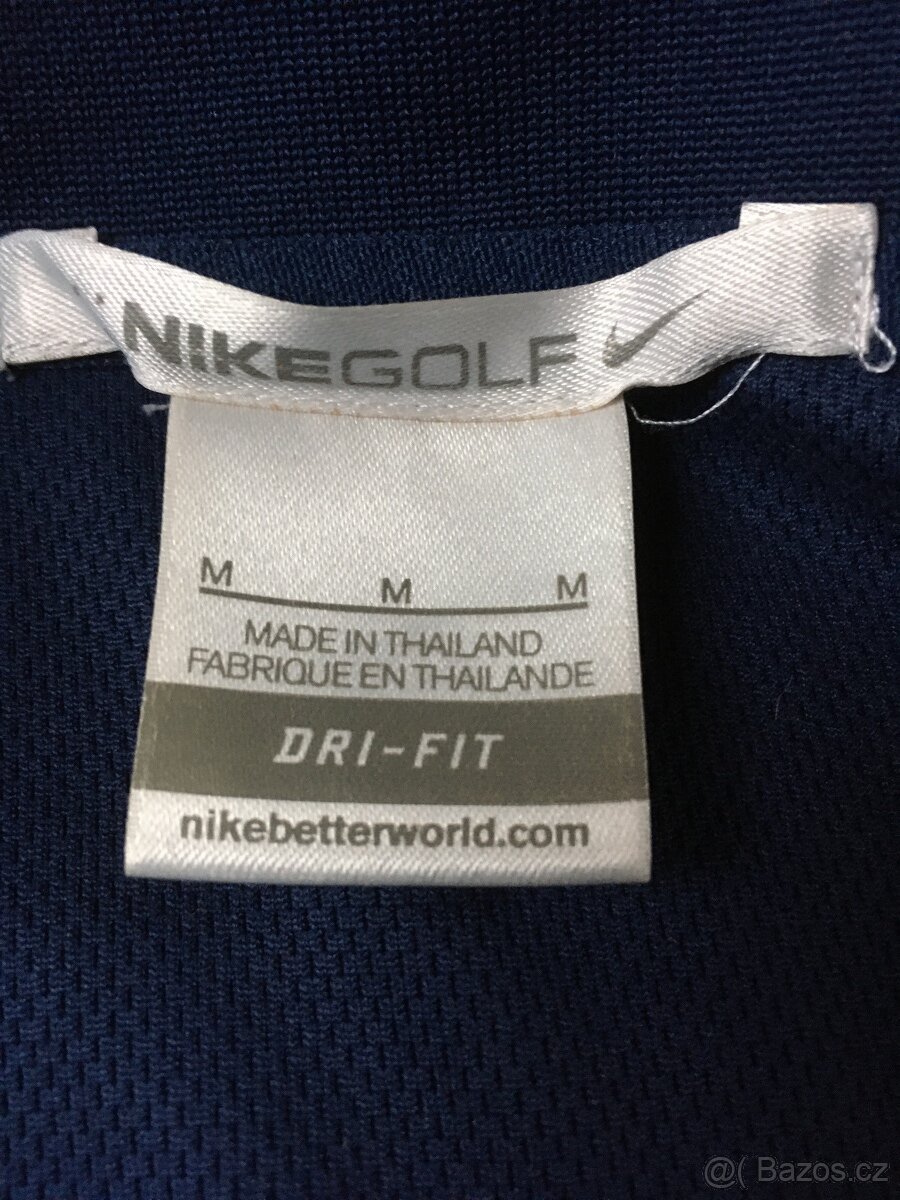 NIKEGOLF
M M M
MADE IN THAILAND
FABRIQUE EN THAILANDE
DRI-FIT
nikebetterworld.com
@( Bazos.cz